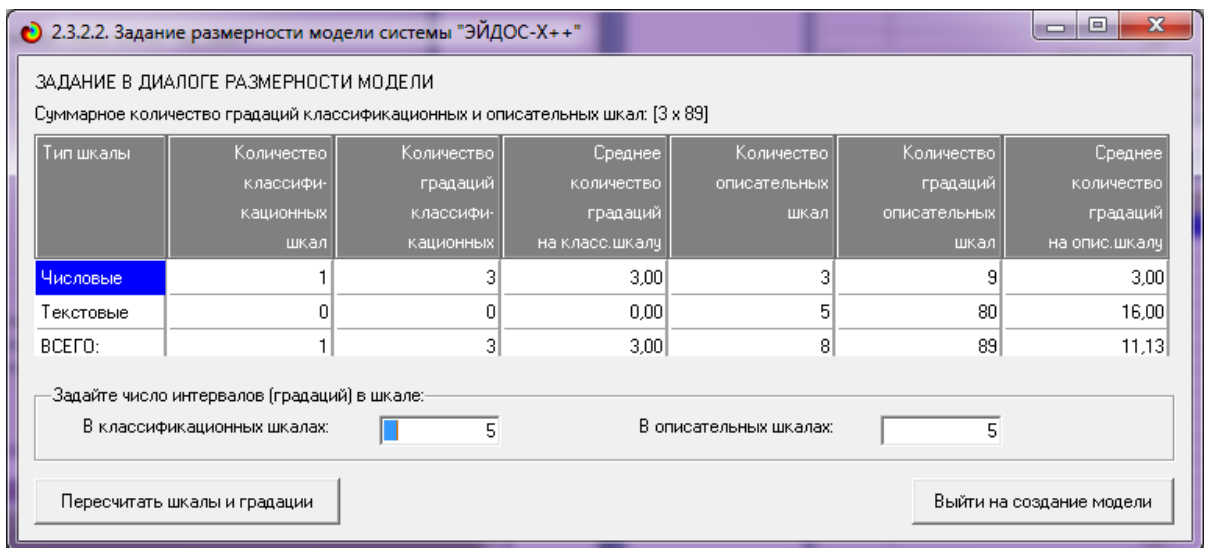 2.3.2.2. Задание размерности модели системы "ЭЙДОС-X++"
ЗАДАНИЕ В ДИАЛОГЕ РАЗМЕРНОСТИ МОДЕЛИ
Суммарное количество градаций классификационных и описательных шкал: [3 x 89]
Тип шкалы Количество Количество Среднее Количество Количество Среднее
классифи- градаций количество описательных градаций количество
кационных классифи- градаций шкал описательных градаций
шкал кационных на класс.шкалу шкал на опис.шкалу
Числовые 1 3 3,00 3 9 3,00
Текстовые 0 0 0,00 5 80 16,00
ВСЕГО: 1 3 3,00 8 89 11,13
Задайте число интервалов (градаций) в шкале:
В классификационных шкалах: 5 В описательных шкалах: 5
Пересчитать шкалы и градации Выйти на создание модели